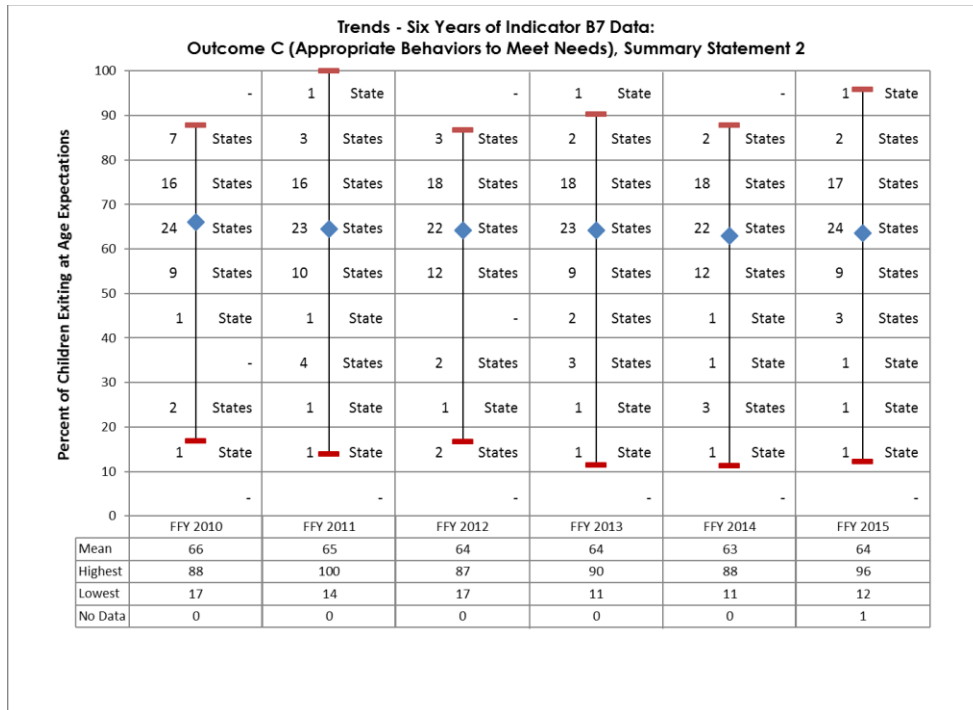 Trends - Six Years of Indicator B7 Data:
Outcome C (Appropriate Behaviors to Meet Needs), Summary Statement 2
Percent of Children Exiting at Age Expectations
100
- 1 State - 1 State - 1 State
90
7 States 3 States 3 States 2 States 2 States 2 States
80
16 States 16 States 18 States 18 States 18 States 17 States
70
24 States 23 States 22 States 23 States 22 States 24 States
60
9 States 10 States 12 States 9 States 12 States 9 States
50
1 State 1 State - 2 States 1 State 3 States
40
- 4 States 2 States 3 States 1 State 1 State
30
2 States 1 State 1 State 1 State 3 States 1 State
20
1 State 1 State 2 States 1 State 1 State 1 State
10
- - - - - -
0
FFY 2010 FFY 2011 FFY 2012 FFY 2013 FFY 2014 FFY 2015
Mean 66 65 64 64 63 64
Highest 88 100 87 90 88 96
Lowest 17 14 17 11 11 12
No Data 0 0 0 0 0 1